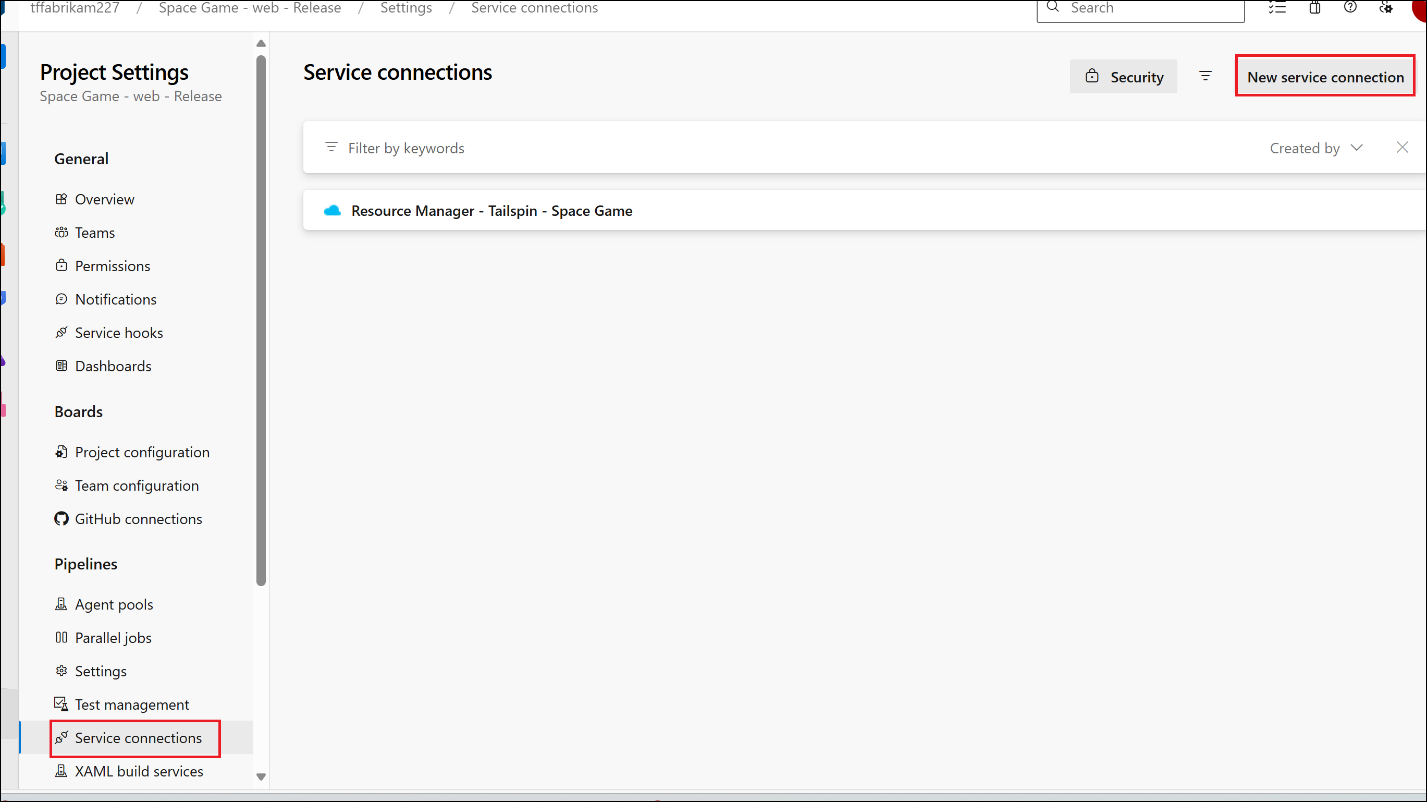 tffabrikam227 / Space Game - web - Release / Settings / Service connections
Search
Project Settings
Space Game - web - Release
General
Overview
Teams
Permissions
Notifications
Service hooks
Dashboards
Boards
Project configuration
Team configuration
GitHub connections
Pipelines
Agent pools
Parallel jobs
Settings
Test management
Service connections
XAML build services
Service connections
Security
New service connection
Filter by keywords
Created by
Resource Manager - Tailspin - Space Game